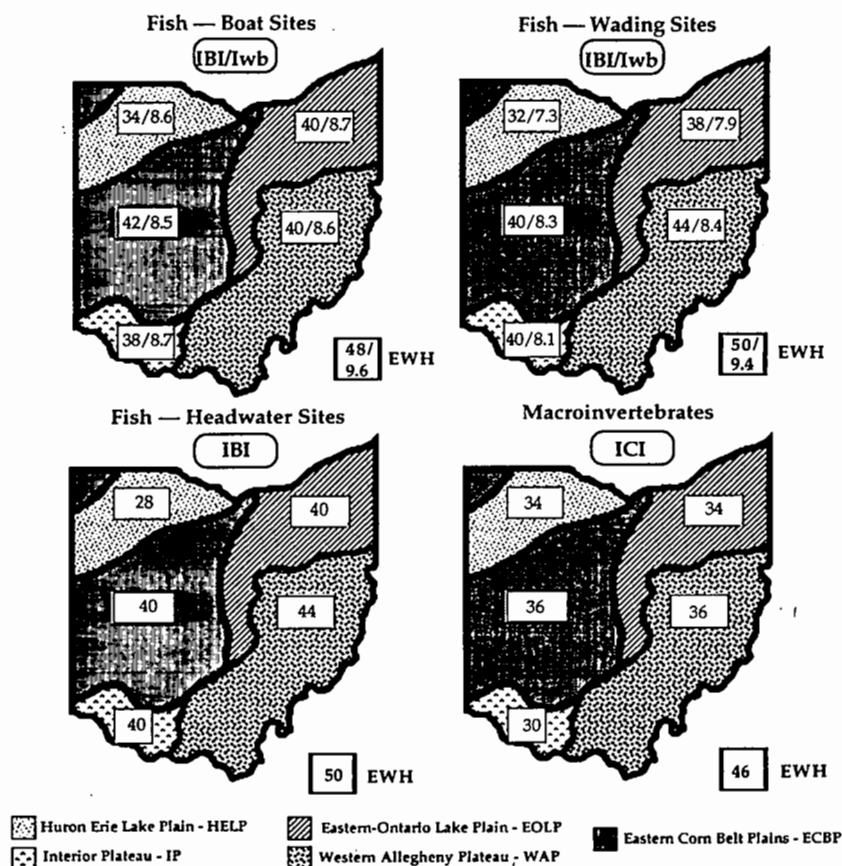 Fish — Boat Sites
IBI/Iwb
34/8.6
40/8.7
42/8.5
40/8.6
38/8.7
48/
9.6
EWH
Fish — Wading Sites
IBI/Iwb
32/7.3
38/7.9
40/8.3
44/8.4
40/8.1
50/
9.4
EWH
Fish — Headwater Sites
IBI
28
40
40
44
40
50
EWH
Macroinvertebrates
ICI
34
34
36
36
30
46
EWH
Huron Erie Lake Plain - HELP
Interior Plateau - IP
Eastern-Ontario Lake Plain - EOLP
Western Allegheny Plateau - WAP
Eastern Corn Belt Plains - ECBP